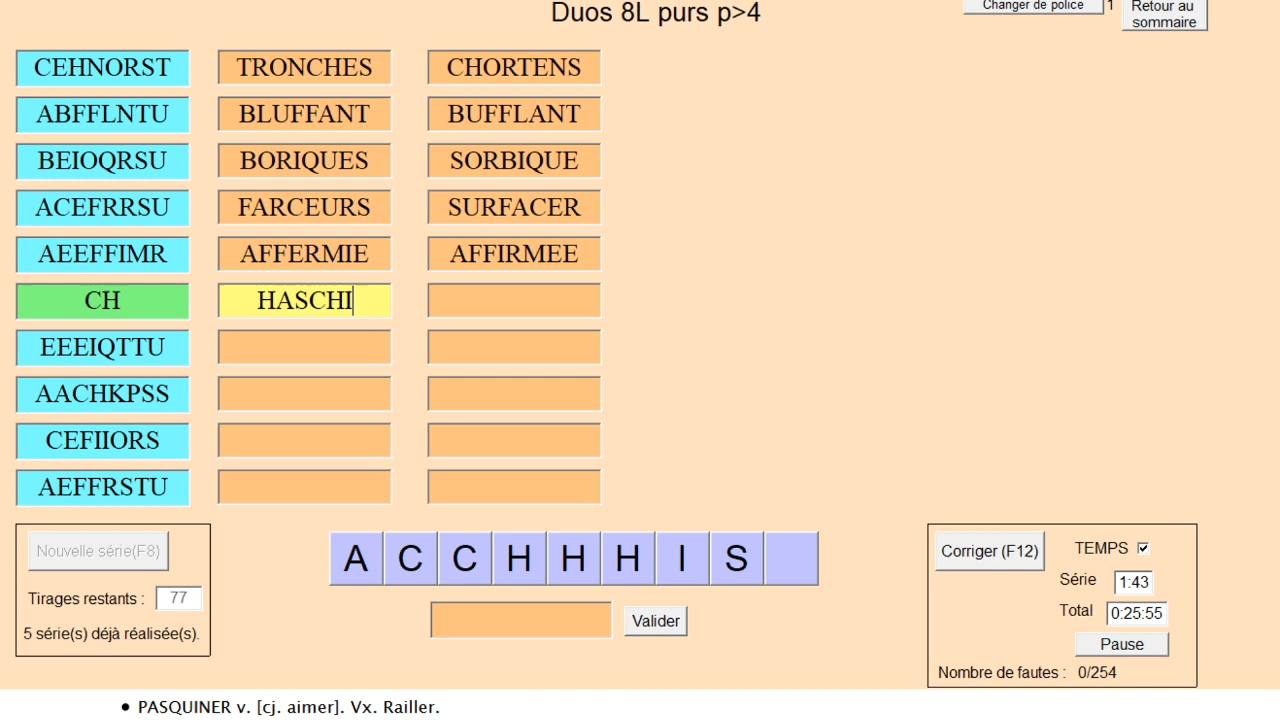 Duos 8L purs p>4
Changer de police 1 Retour au sommaire
CEHNORST TRONCHES CHORTENS
ABFFLNTU BLUFFANT BUFFLANT
BEIOQRSU BORIQUES SORBIQUE
ACEFRRSU FARCEURS SURFACER
AEEFFIMR AFFERMIE AFFIRMEE
CH HASCHI
EEEIQTTU
AACHKPSS
CEFIIORS
AEFFRSTU
Nouvelle série(F8)
Tirages restants : 77
5 série(s) déjà réalisée(s).
A C C H H H I S
Valider
Corriger (F12) TEMPS
Série 1:43
Total 0:25:55
Pause
Nombre de fautes : 0/254
• PASQUINER v. [cj. aimer]. Vx. Railler.